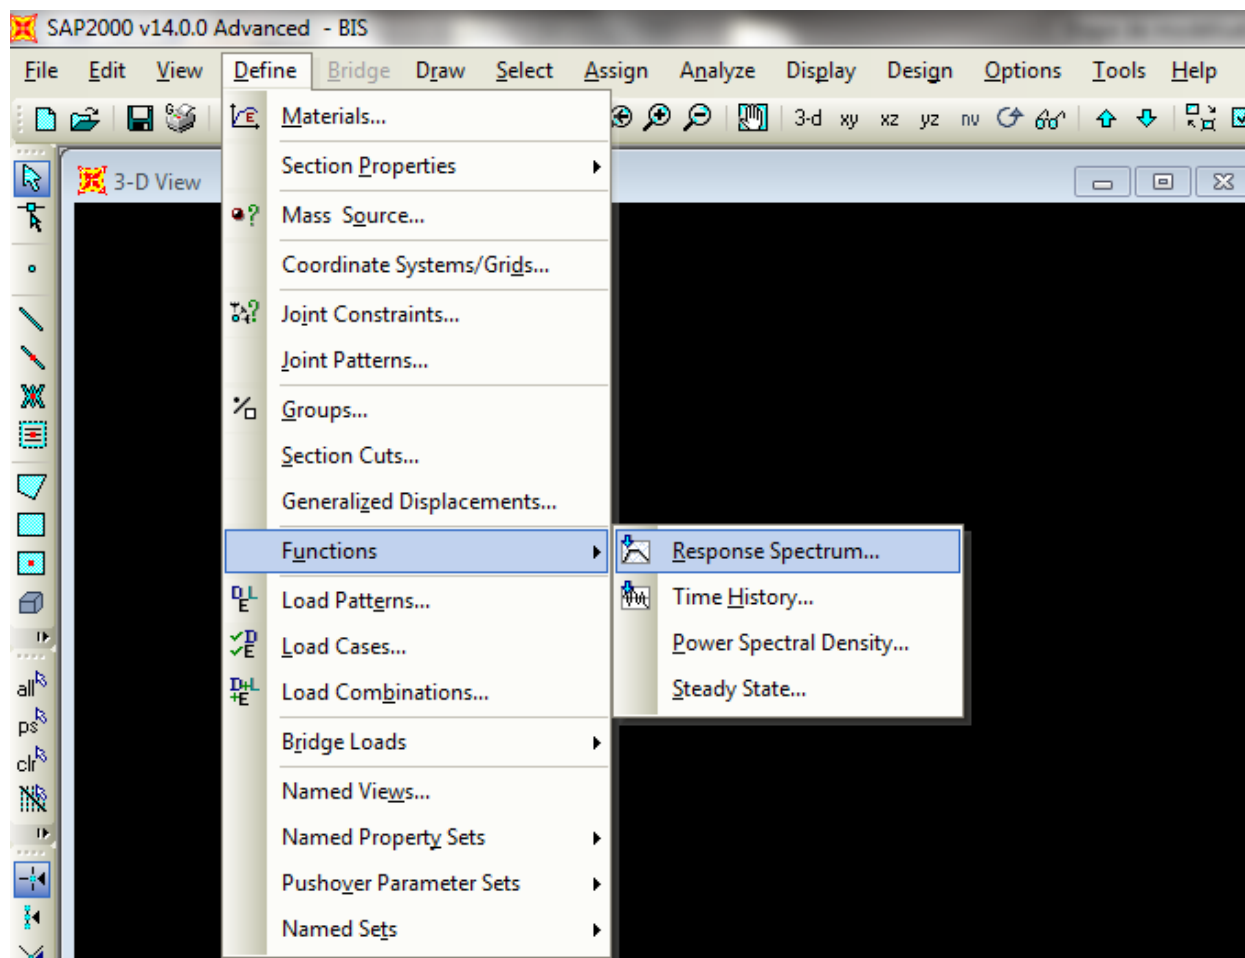 SAP2000 v14.0.0 Advanced - BIS
File Edit View Define Bridge Draw Select Assign Analyze Display Design Options Tools Help
3-d xy xz yz nv
3-D View
Materials...
Section Properties
Mass Source...
Coordinate Systems/Grids...
Joint Constraints...
Joint Patterns...
Groups...
Section Cuts...
Generalized Displacements...
Functions
Response Spectrum...
Time History...
Power Spectral Density...
Steady State...
Load Patterns...
Load Cases...
Load Combinations...
Bridge Loads
Named Views...
Named Property Sets
Pushover Parameter Sets
Named Sets
all
ps
clr